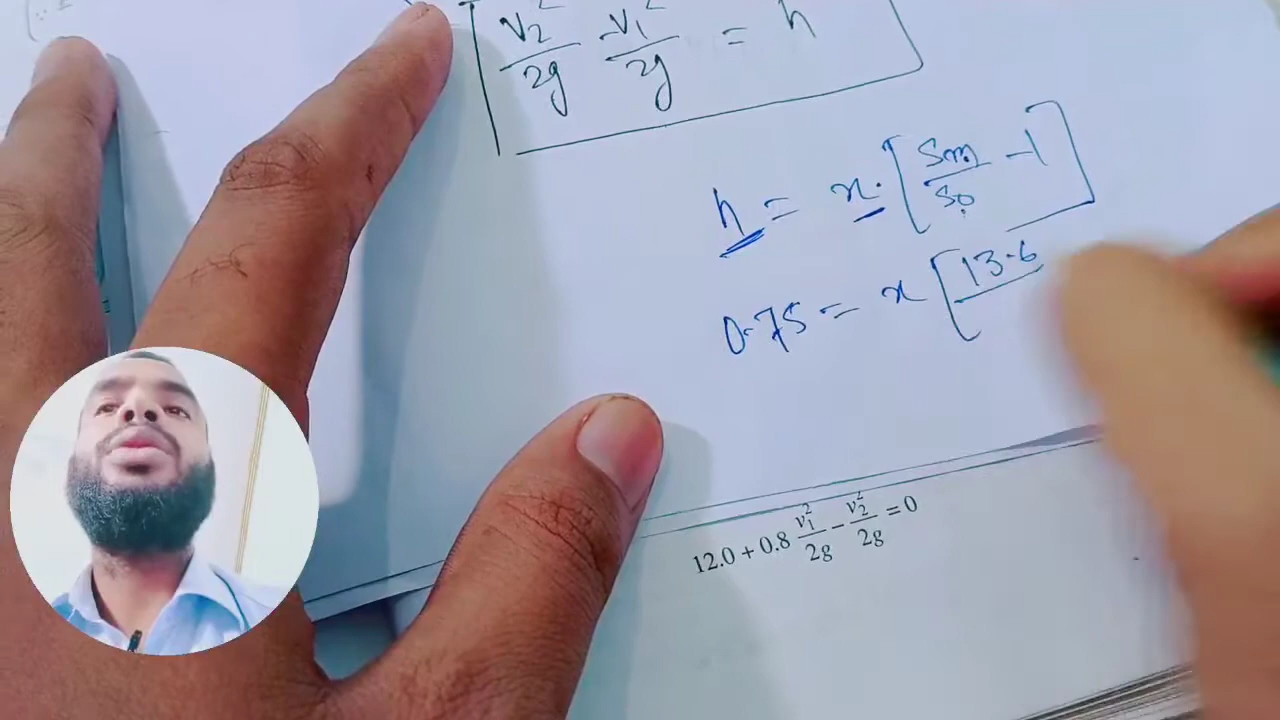 v₂²/2g - v₁²/2g = h
h = x · [Sm/So - 1]
0.75 = x [13.6
12.0 + 0.8 v₁²/2g - v₂²/2g = 0